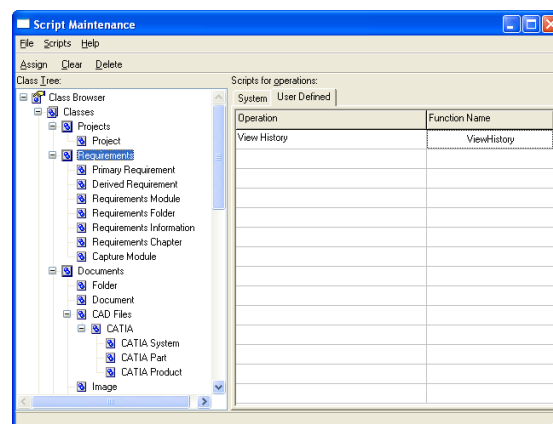 Script Maintenance
File Scripts Help
Assign Clear Delete
Class Tree:
Scripts for operations:
Class Browser
Classes
Projects
Project
Requirements
Primary Requirement
Derived Requirement
Requirements Module
Requirements Folder
Requirements Information
Requirements Chapter
Capture Module
Documents
Folder
Document
CAD Files
CATIA
CATIA System
CATIA Part
CATIA Product
Image
System User Defined
Operation Function Name
View History ViewHistory